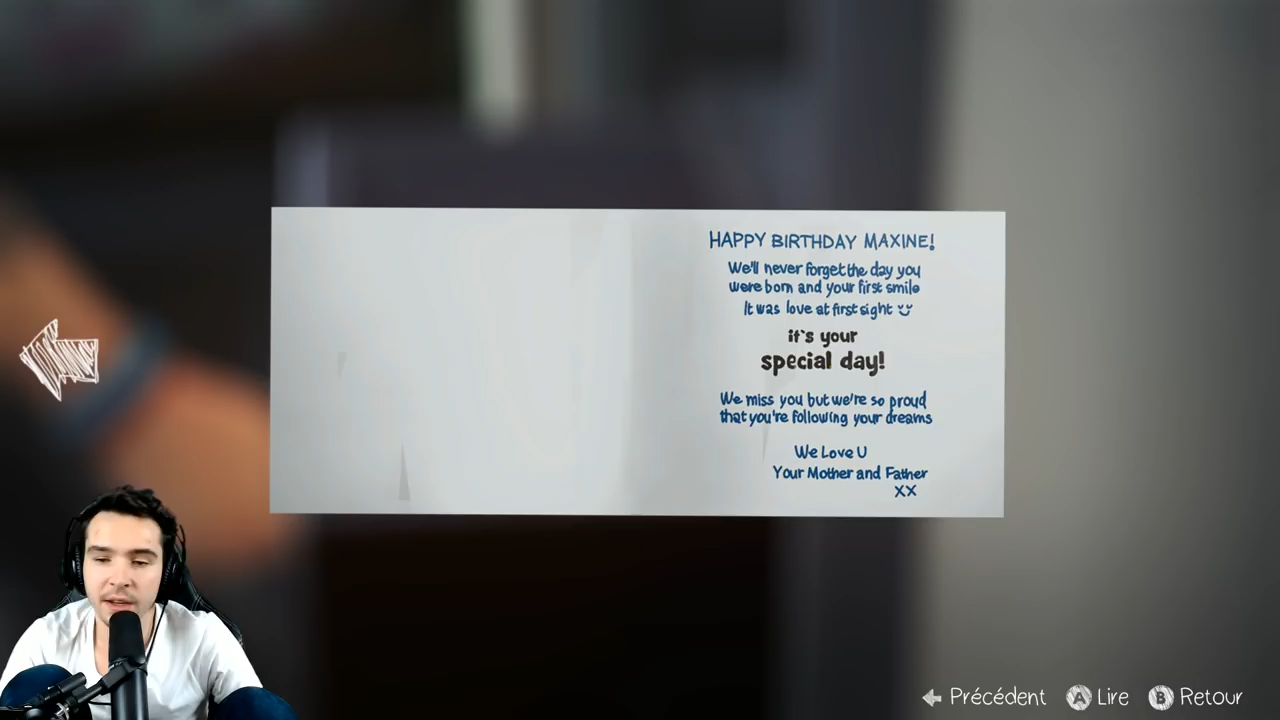 HAPPY BIRTHDAY MAXINE!
We'll never forget the day you
were born and your first smile
It was love at first sight
it's your
special day!
We miss you but we're so proud
that you're following your dreams
We Love U
Your Mother and Father
XX
Précédent A Lire B Retour